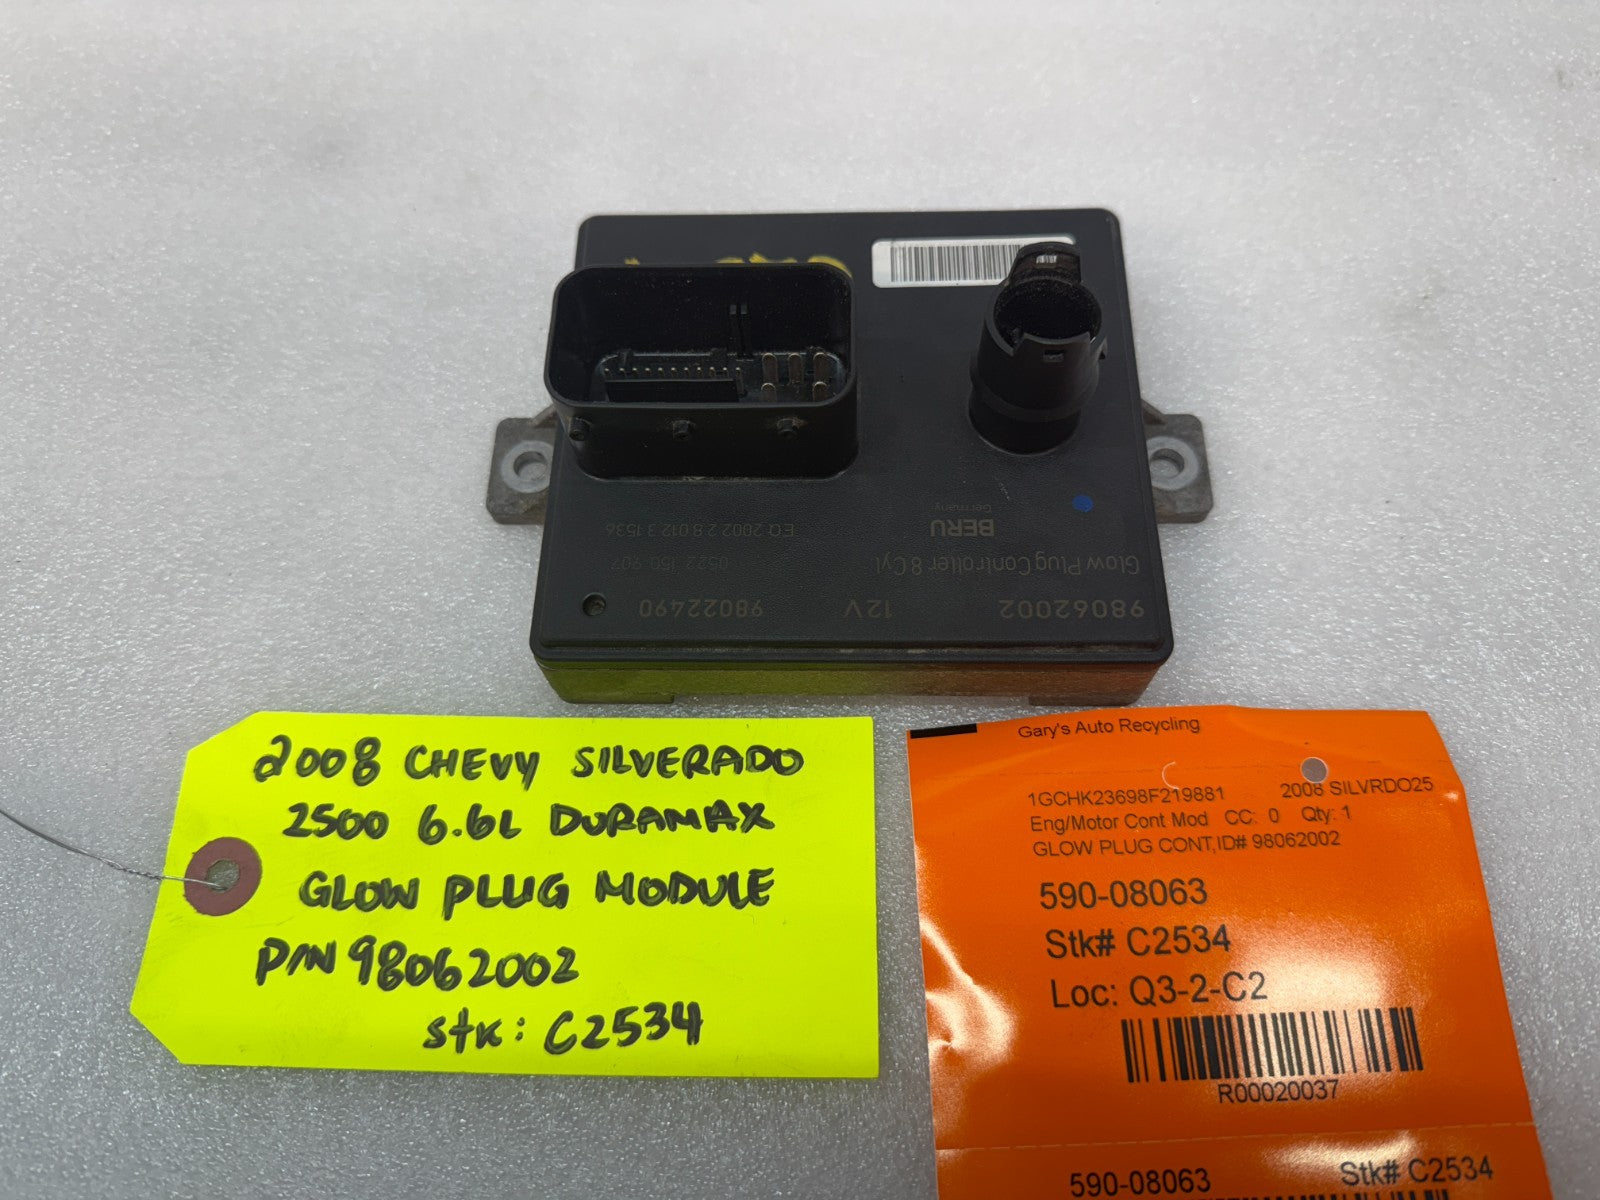 BERU
Germany
EQ 2002 2 8 012 3 1536
Glow Plug Controller 8 Cyl
0522 150 907
98062002 12V 98022490
2008 CHEVY SILVERADO
2500 6.6L DURAMAX
GLOW PLUG MODULE
P/N 98062002
stk: C2534
Gary's Auto Recycling
1GCHK23698F219881 2008 SILVRDO25
Eng/Motor Cont Mod CC: 0 Qty: 1
GLOW PLUG CONT,ID# 98062002
590-08063
Stk# C2534
Loc: Q3-2-C2
R00020037
590-08063 Stk# C2534